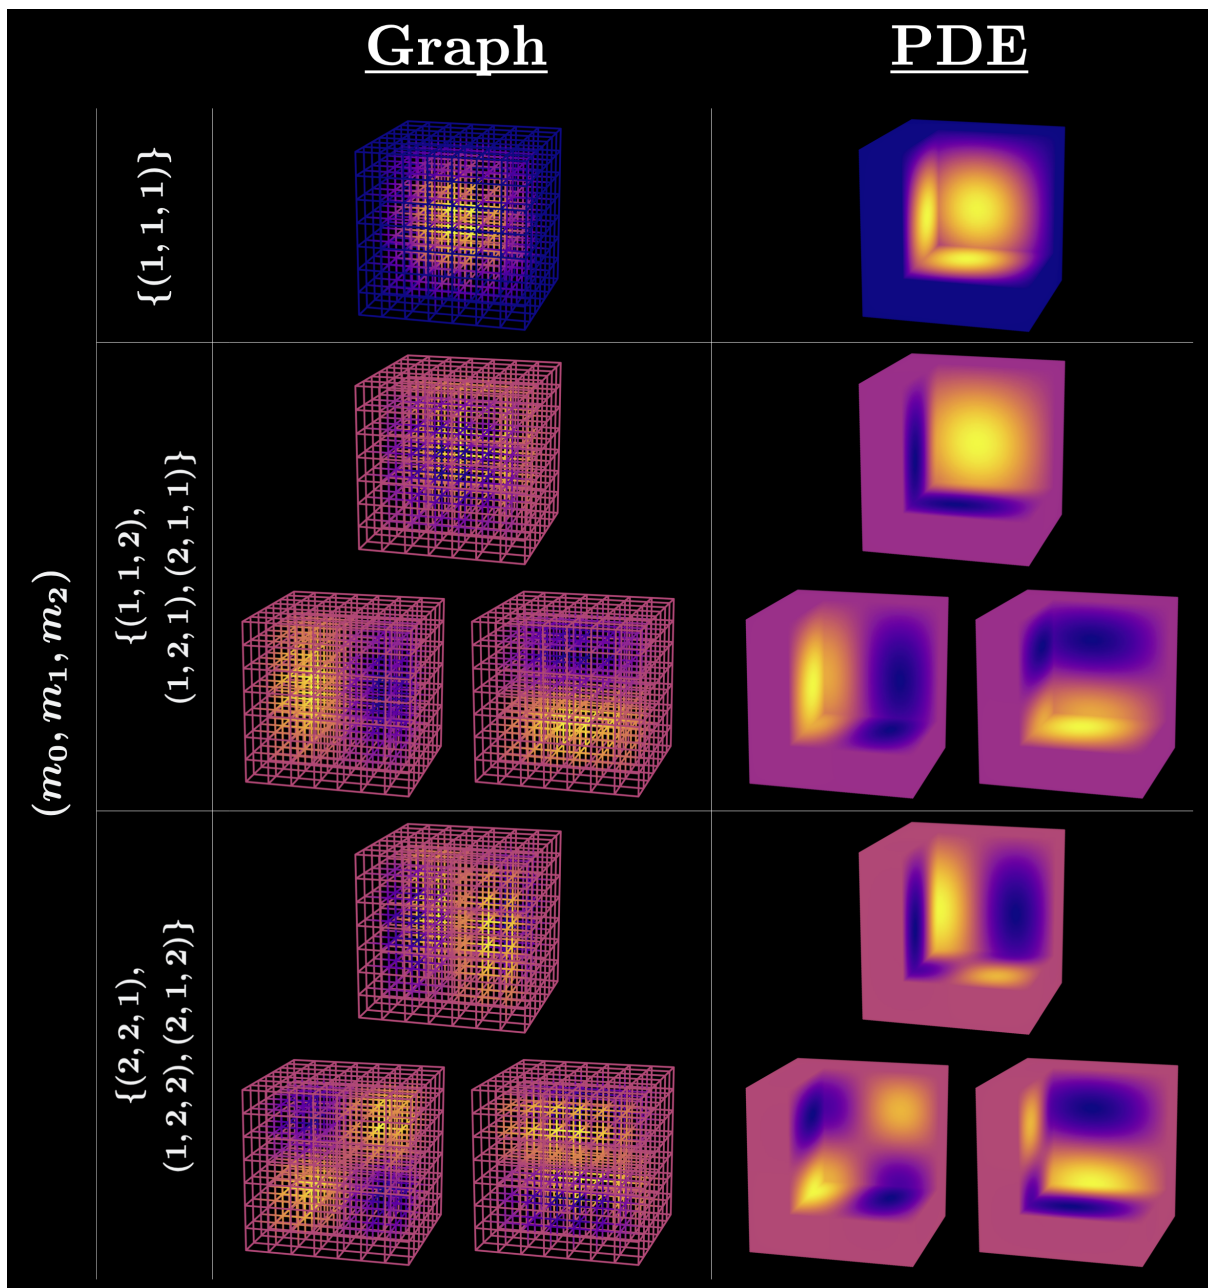 Graph
PDE
(m₀, m₁, m₂)
{(1, 1, 1)}
{(1, 1, 2),
(1, 2, 1), (2, 1, 1)}
{(2, 2, 1),
(1, 2, 2), (2, 1, 2)}